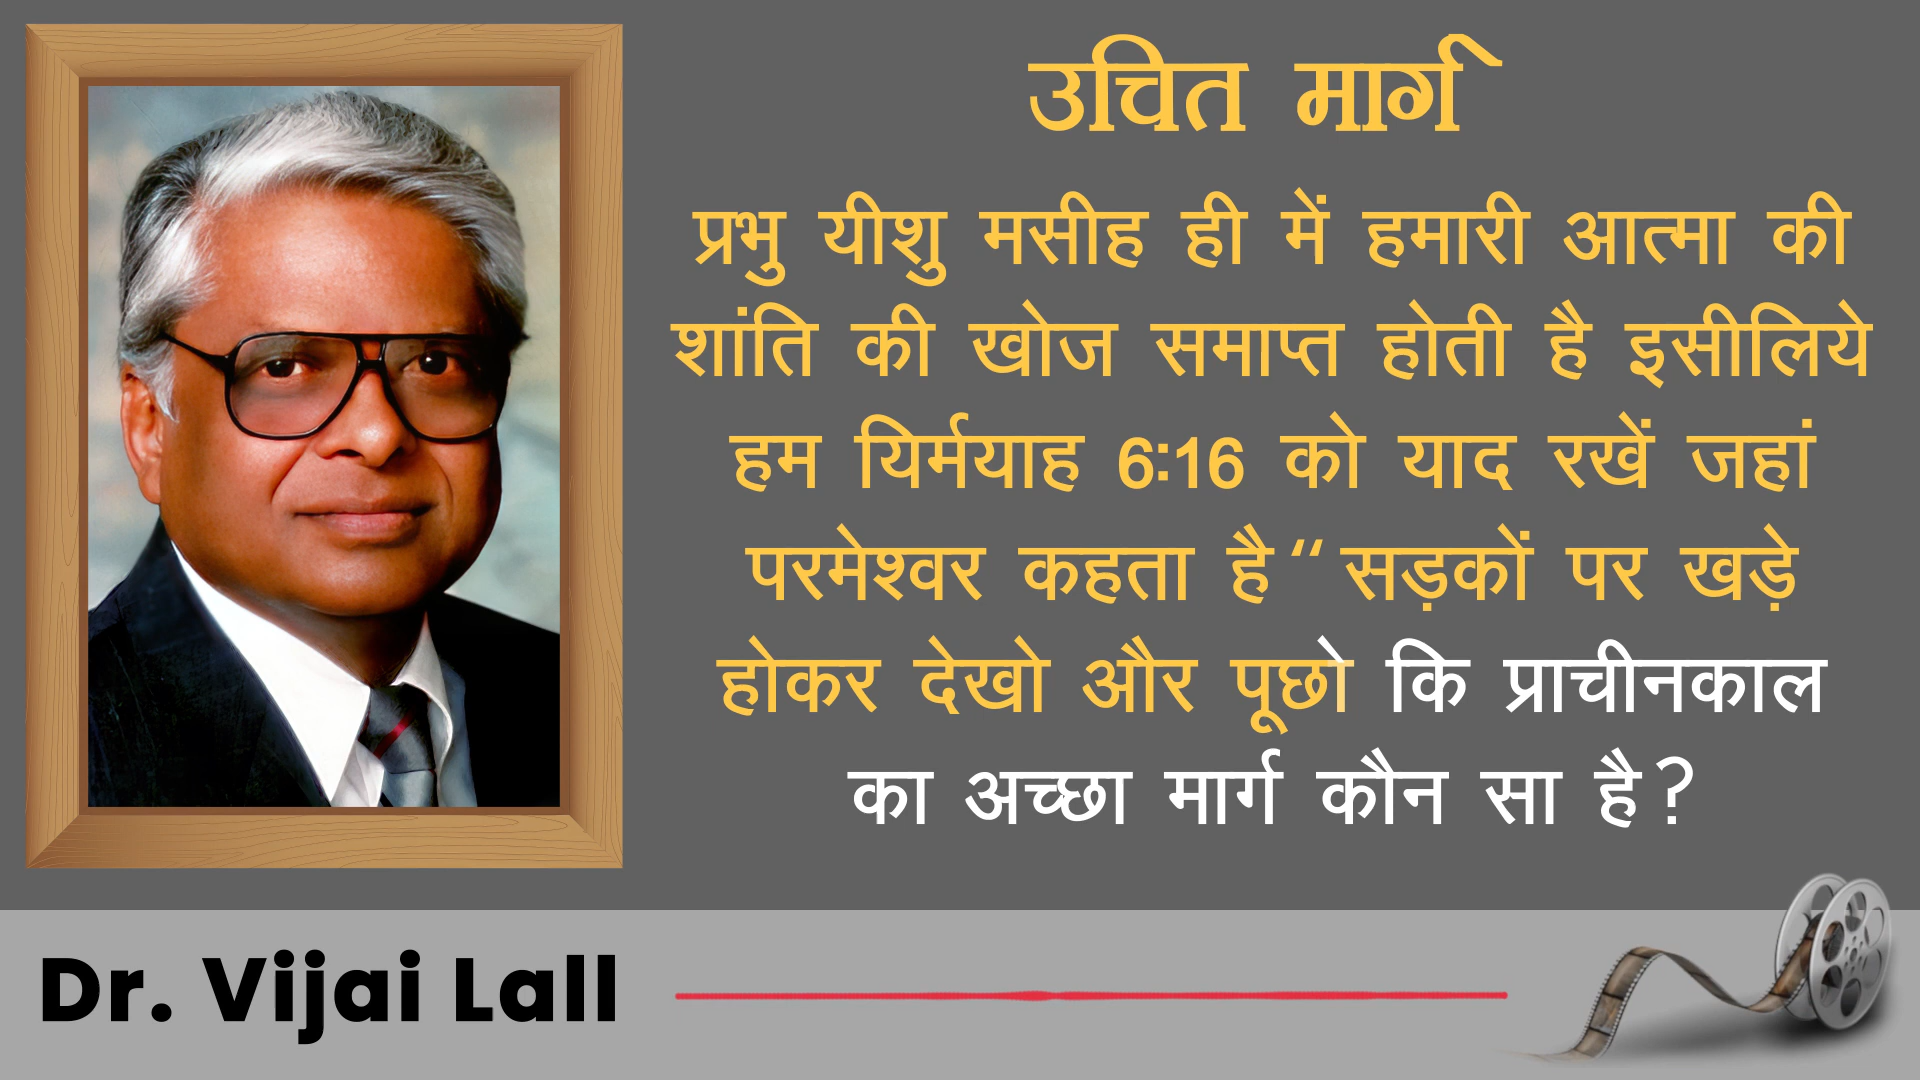 उचित मार्ग
प्रभु यीशु मसीह ही में हमारी आत्मा की
शांति की खोज समाप्त होती है इसीलिये
हम यिर्मयाह 6:16 को याद रखें जहां
परमेश्वर कहता है “सड़कों पर खड़े
होकर देखो और पूछो कि प्राचीनकाल
का अच्छा मार्ग कौन सा है?
Dr. Vijai Lall